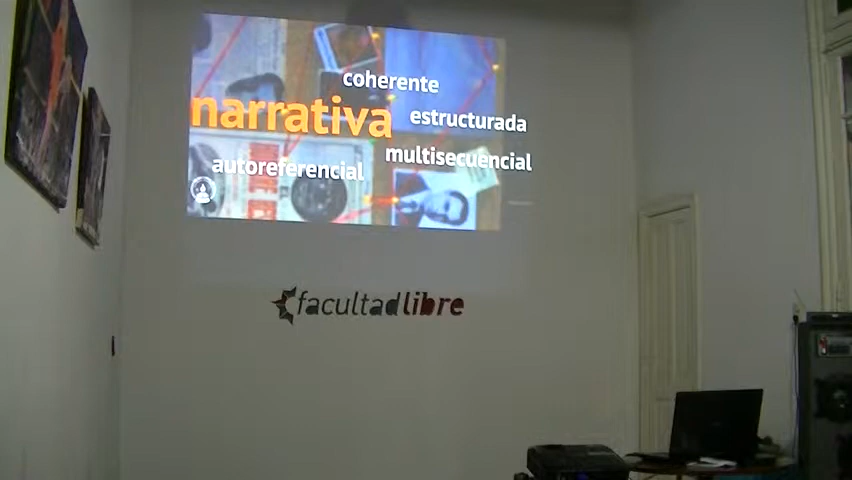 coherente
narrativa
estructurada
multisecuencial
autoreferencial
facultadlibre